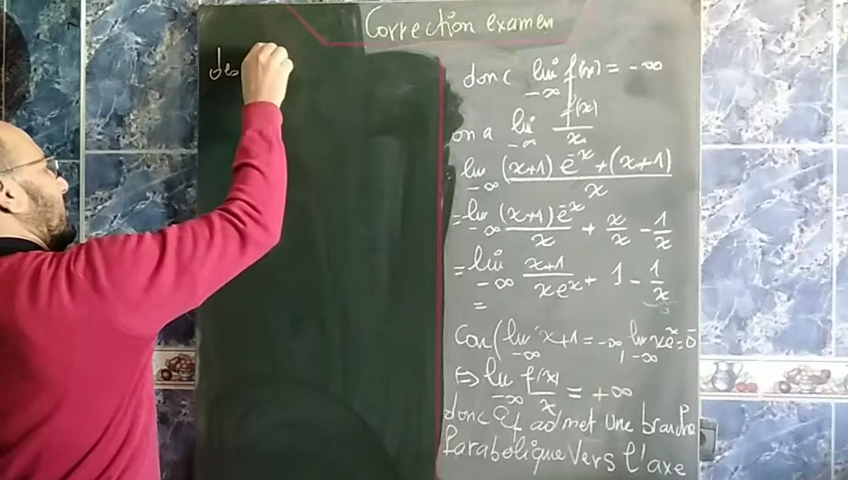 Correction examen
des
donc lim f(x) = -∞
-∞
on a lim f(x)/x
-∞
= lim ((x+1) e^-x + (x+1))/x
-∞
= lim ((x+1) e^-x)/x + x/x - 1/x
-∞
= lim (x+1)/(x e^x) + 1 - 1/x
-∞
=
Car ( lim x+1 = -∞ lim x e^x = 0^-
-∞ -∞
⇒ lim f(x)/x = +∞
-∞
donc Cf admet une branche
Parabolique vers l'axe